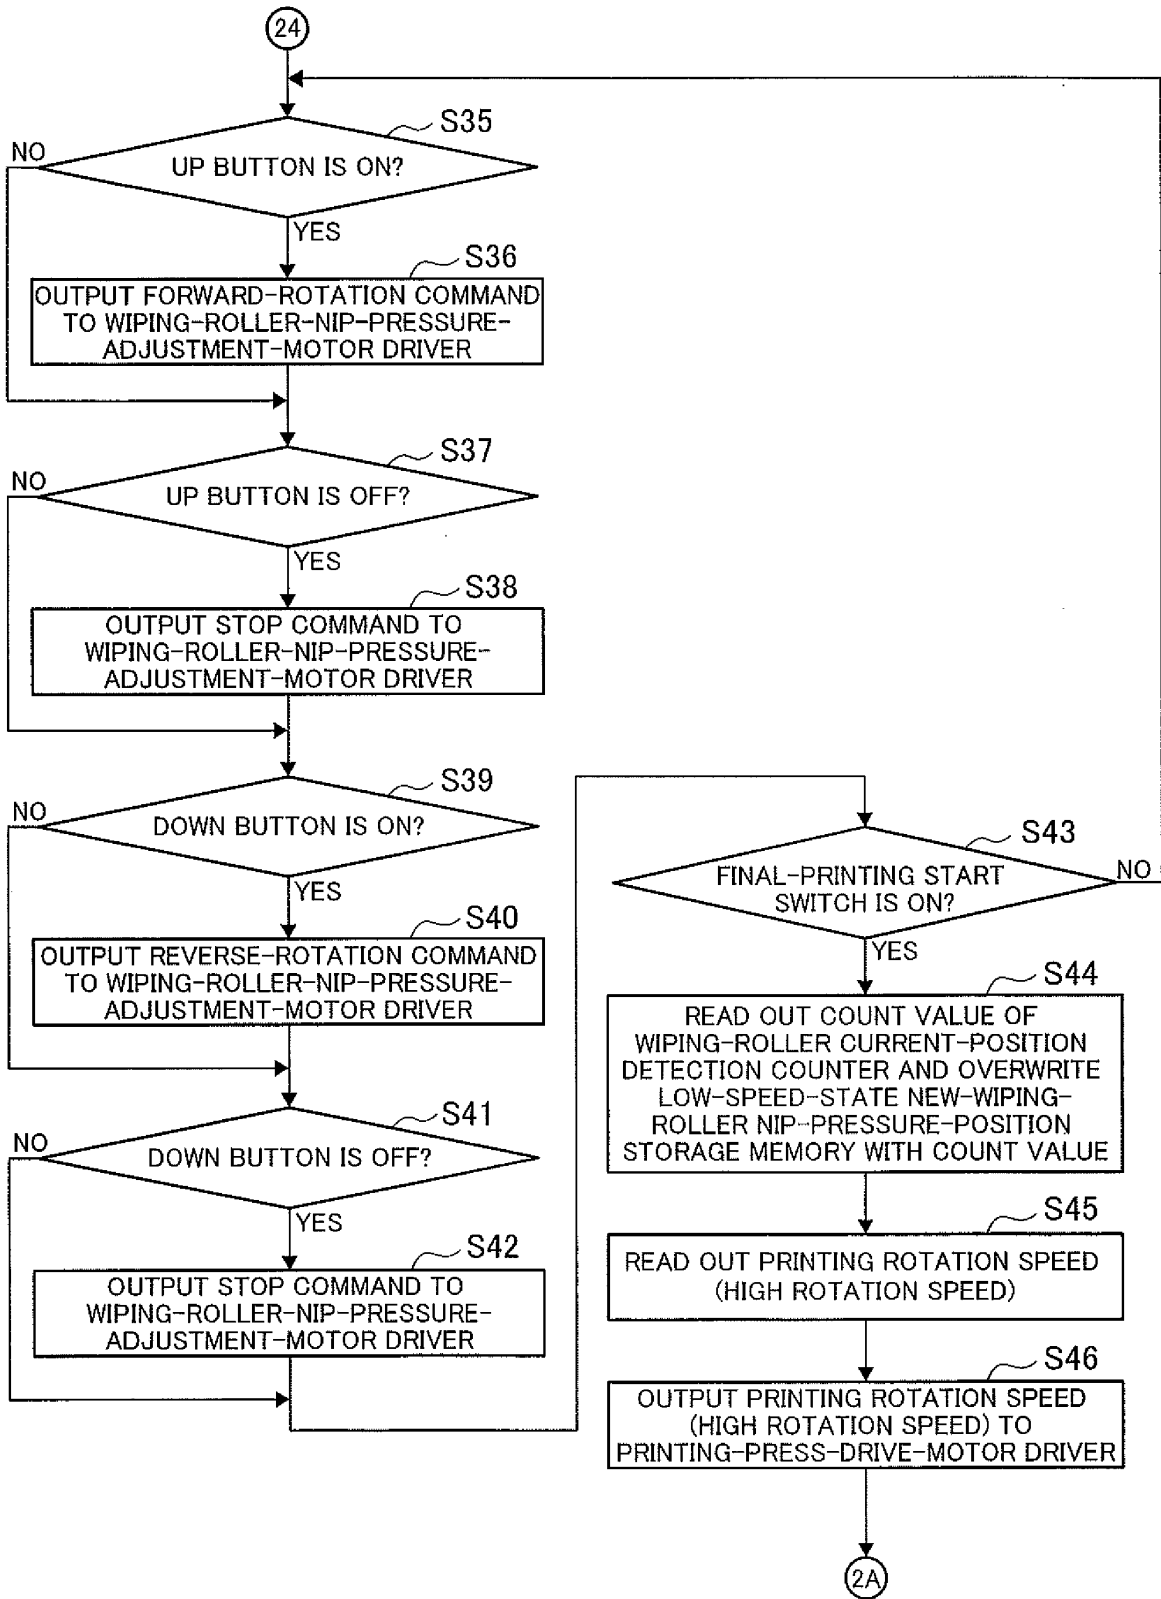 24
S35
NO
UP BUTTON IS ON?
YES
S36
OUTPUT FORWARD-ROTATION COMMAND
TO WIPING-ROLLER-NIP-PRESSURE-
ADJUSTMENT-MOTOR DRIVER
S37
NO
UP BUTTON IS OFF?
YES
S38
OUTPUT STOP COMMAND TO
WIPING-ROLLER-NIP-PRESSURE-
ADJUSTMENT-MOTOR DRIVER
S39
NO
DOWN BUTTON IS ON?
YES
S40
OUTPUT REVERSE-ROTATION COMMAND
TO WIPING-ROLLER-NIP-PRESSURE-
ADJUSTMENT-MOTOR DRIVER
S41
NO
DOWN BUTTON IS OFF?
YES
S42
OUTPUT STOP COMMAND TO
WIPING-ROLLER-NIP-PRESSURE-
ADJUSTMENT-MOTOR DRIVER
S43
FINAL-PRINTING START
SWITCH IS ON?
NO
YES
S44
READ OUT COUNT VALUE OF
WIPING-ROLLER CURRENT-POSITION
DETECTION COUNTER AND OVERWRITE
LOW-SPEED-STATE NEW-WIPING-
ROLLER NIP-PRESSURE-POSITION
STORAGE MEMORY WITH COUNT VALUE
S45
READ OUT PRINTING ROTATION SPEED
(HIGH ROTATION SPEED)
S46
OUTPUT PRINTING ROTATION SPEED
(HIGH ROTATION SPEED) TO
PRINTING-PRESS-DRIVE-MOTOR DRIVER
2A